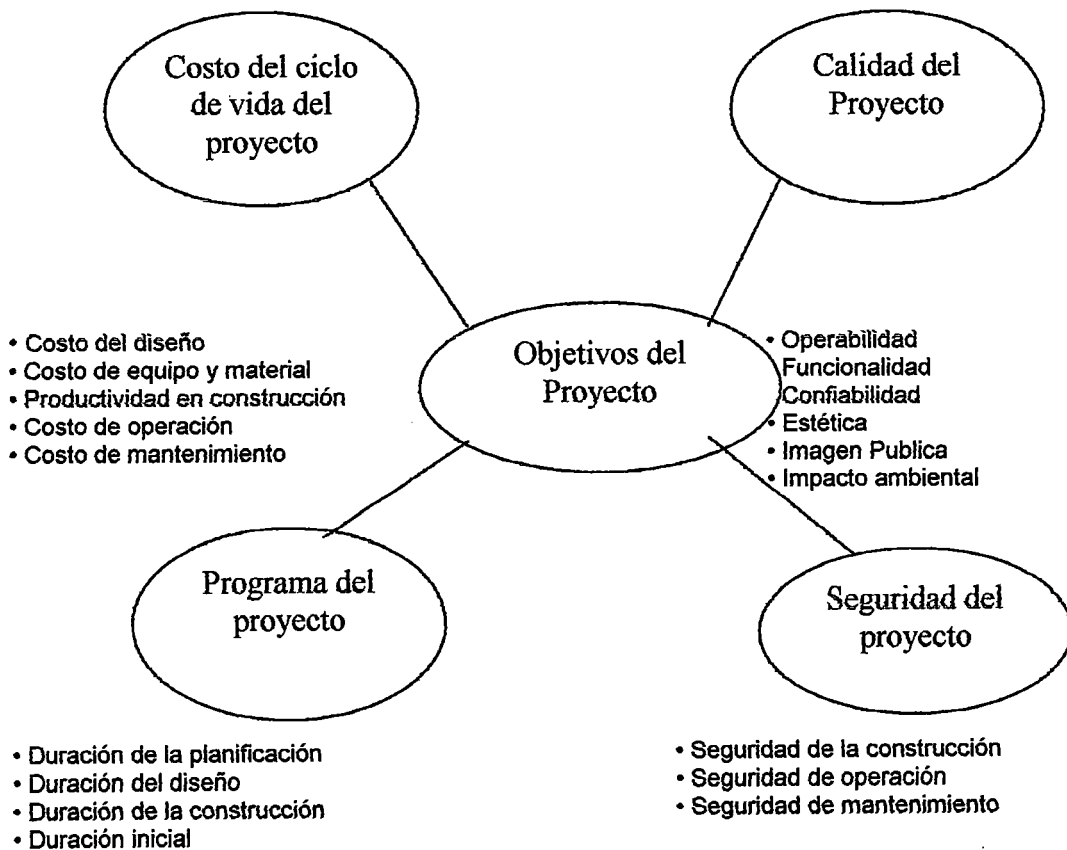 Costo del ciclo
de vida del
proyecto
Calidad del
Proyecto
• Costo del diseño
• Costo de equipo y material
• Productividad en construcción
• Costo de operación
• Costo de mantenimiento
Objetivos del
Proyecto
• Operabilidad
Funcionalidad
Confiabilidad
• Estética
• Imagen Publica
• Impacto ambiental
Programa del
proyecto
Seguridad del
proyecto
• Duración de la planificación
• Duración del diseño
• Duración de la construcción
• Duración inicial
• Seguridad de la construcción
• Seguridad de operación
• Seguridad de mantenimiento